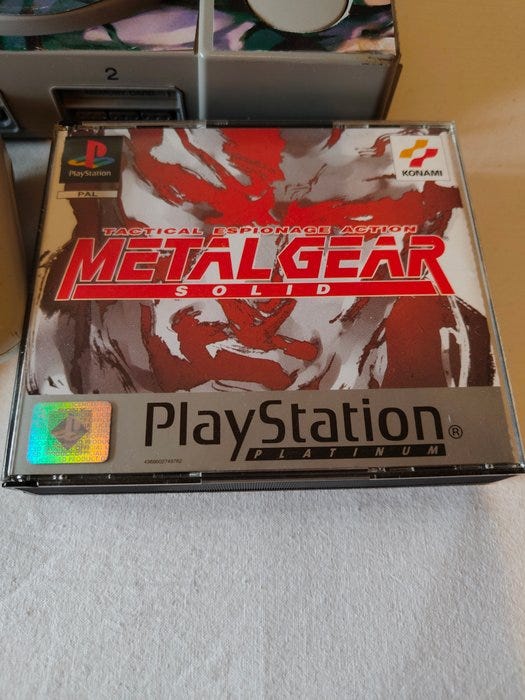 2
PlayStation
PAL
KONAMI
TACTICAL ESPIONAGE ACTION
METAL GEAR
SOLID
PlayStation®
PLATINUM